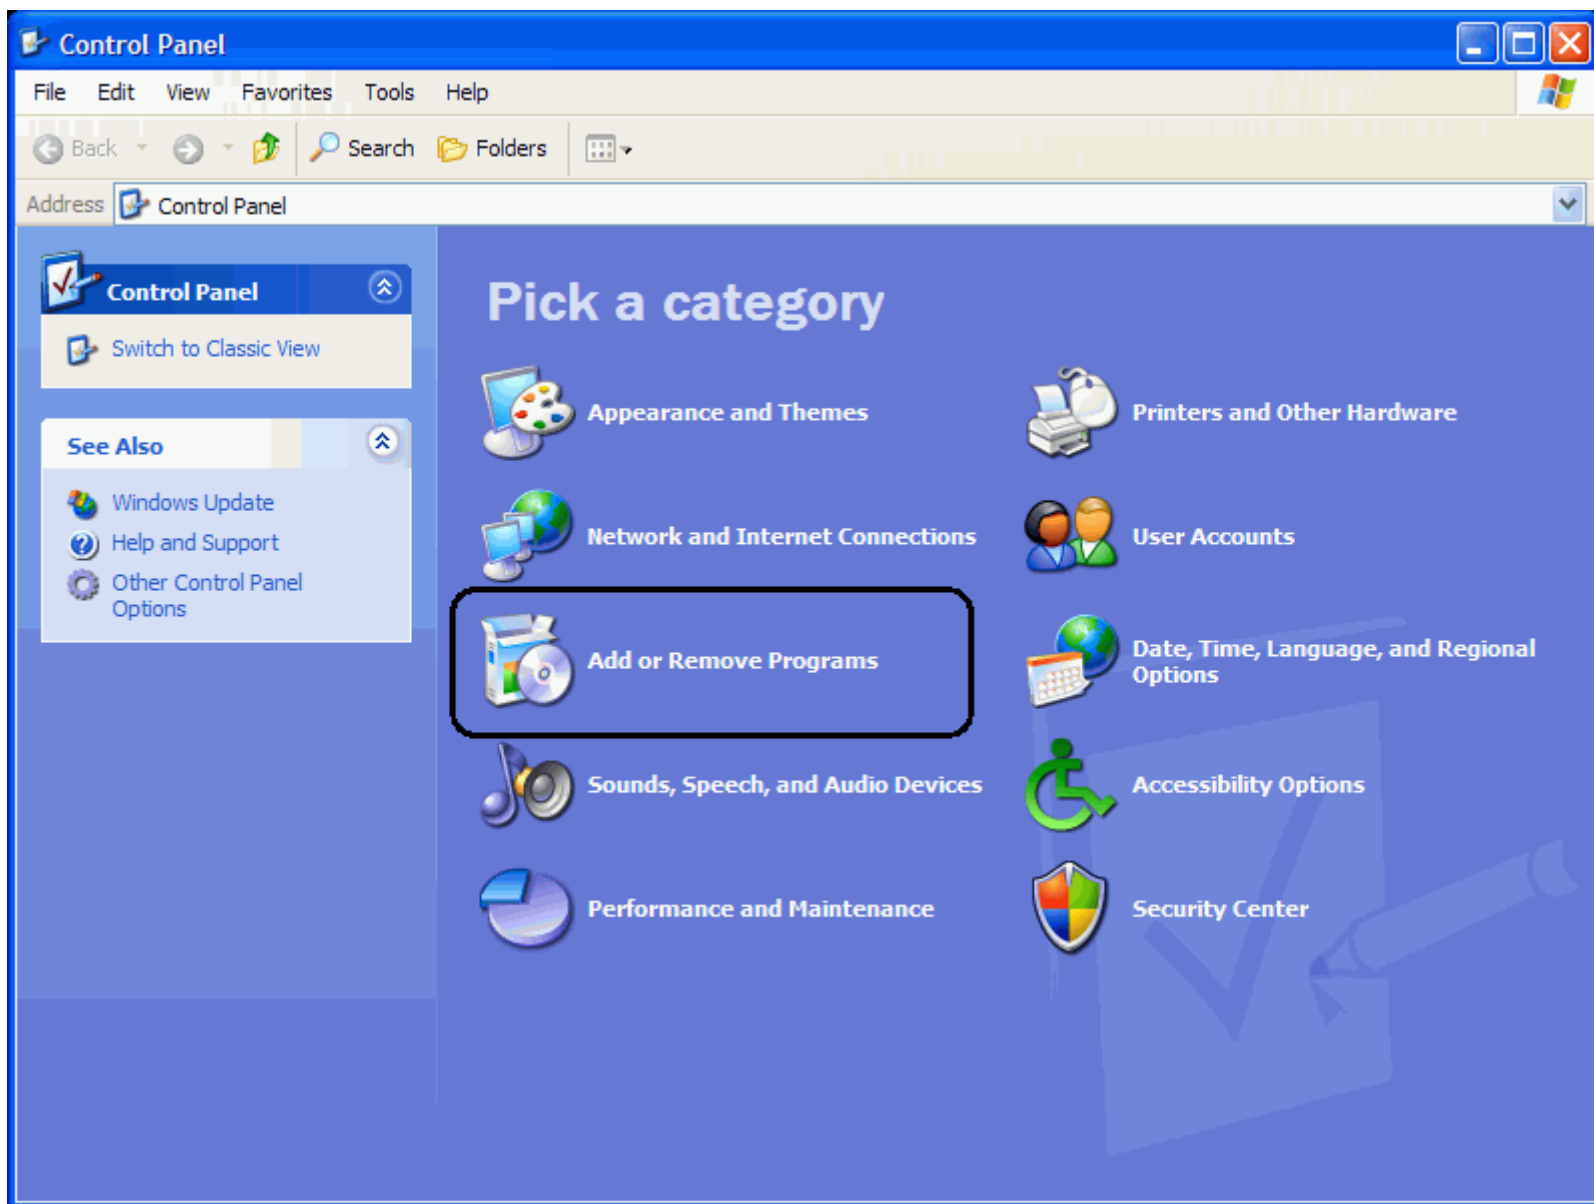 Control Panel
File Edit View Favorites Tools Help
Back Search Folders
Address Control Panel
Control Panel
Switch to Classic View
See Also
Windows Update
Help and Support
Other Control Panel
Options
Pick a category
Appearance and Themes
Printers and Other Hardware
Network and Internet Connections
User Accounts
Add or Remove Programs
Date, Time, Language, and Regional
Options
Sounds, Speech, and Audio Devices
Accessibility Options
Performance and Maintenance
Security Center